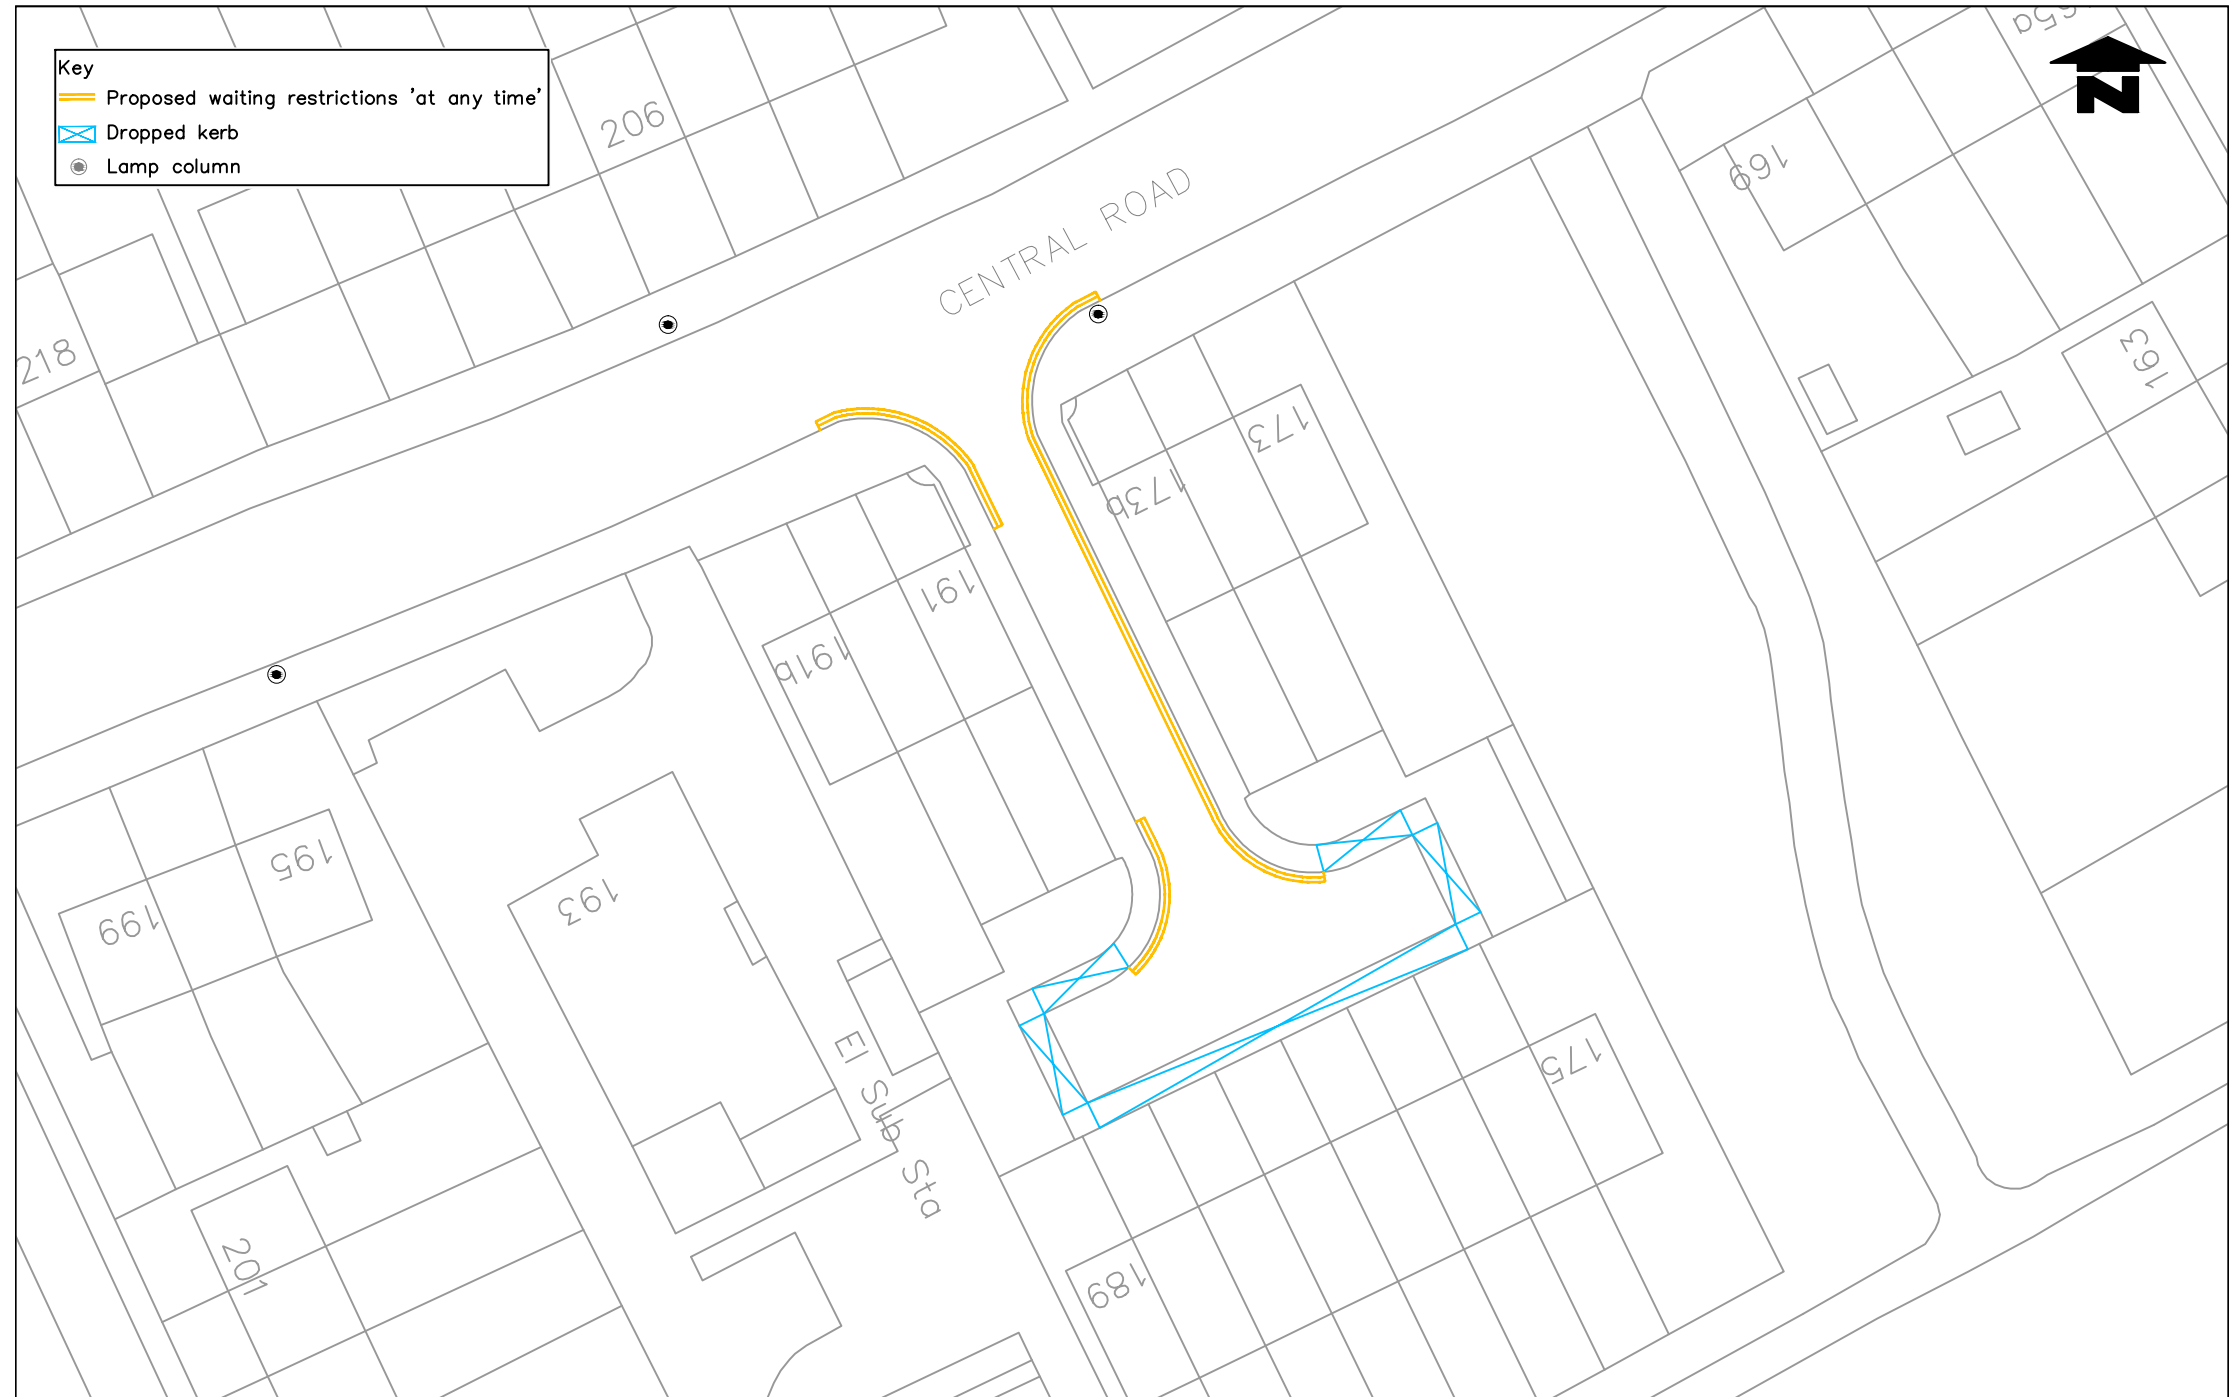 Key
Proposed waiting restrictions 'at any time'
Dropped kerb
Lamp column
N
165a
206
169
CENTRAL ROAD
218
163
173
173b
191
191b
195
193
199
El Sub Sta
175
201
189